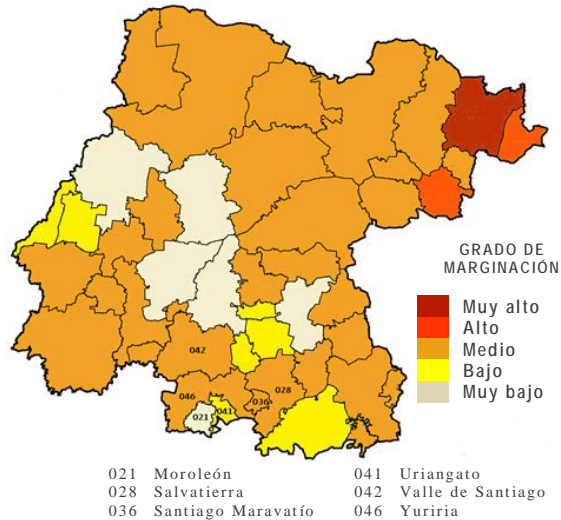 GRADO DE
MARGINACIÓN
Muy alto
Alto
Medio
Bajo
Muy bajo
042
046
028
036
041
021
021 Moroleón
028 Salvatierra
036 Santiago Maravatío
041 Uriangato
042 Valle de Santiago
046 Yuriria